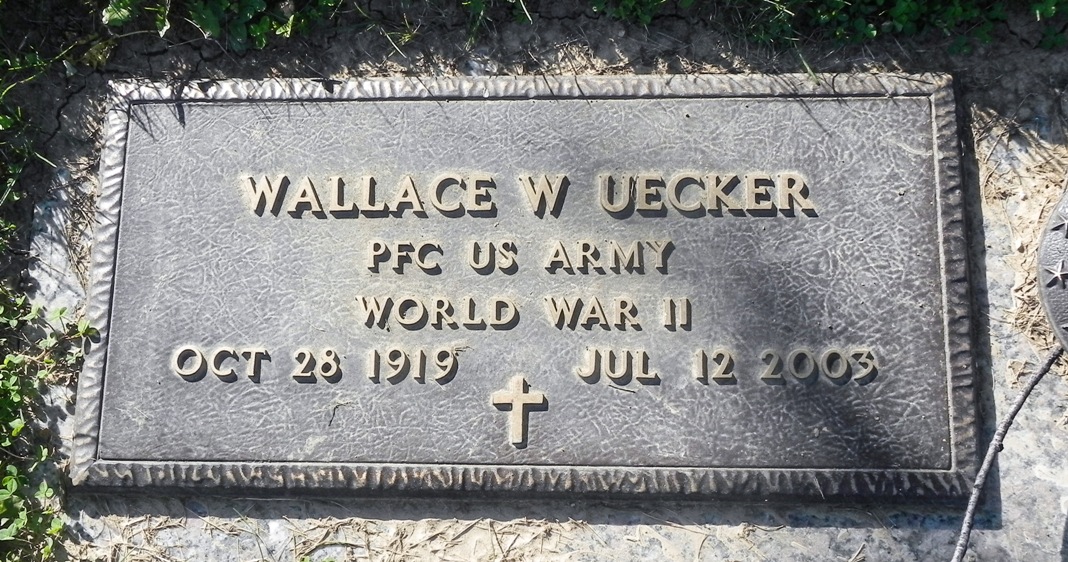 WALLACE W UECKER
PFC US ARMY
WORLD WAR II
OCT 28 1919 JUL 12 2003